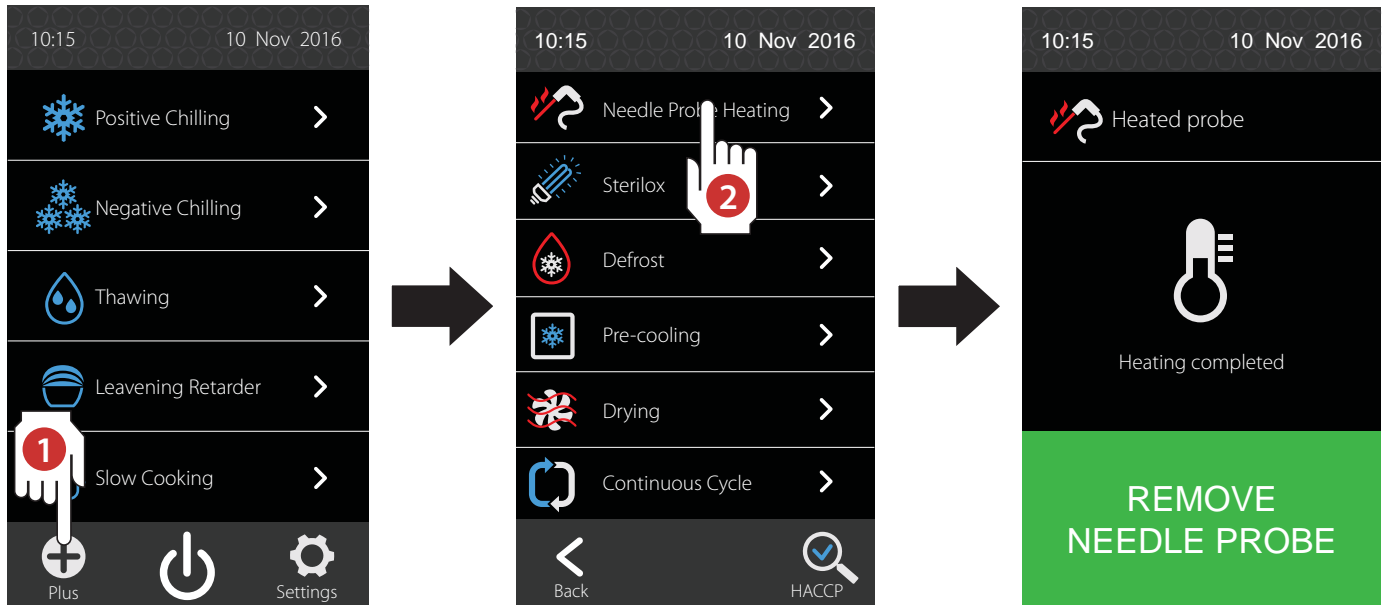 10:15 10 Nov 2016
Positive Chilling
Negative Chilling
Thawing
Leavening Retarder
1
Slow Cooking
Plus
Settings
10:15 10 Nov 2016
Needle Probe Heating
2
Sterilox
Defrost
Pre-cooling
Drying
Continuous Cycle
Back
HACCP
10:15 10 Nov 2016
Heated probe
Heating completed
REMOVE
NEEDLE PROBE